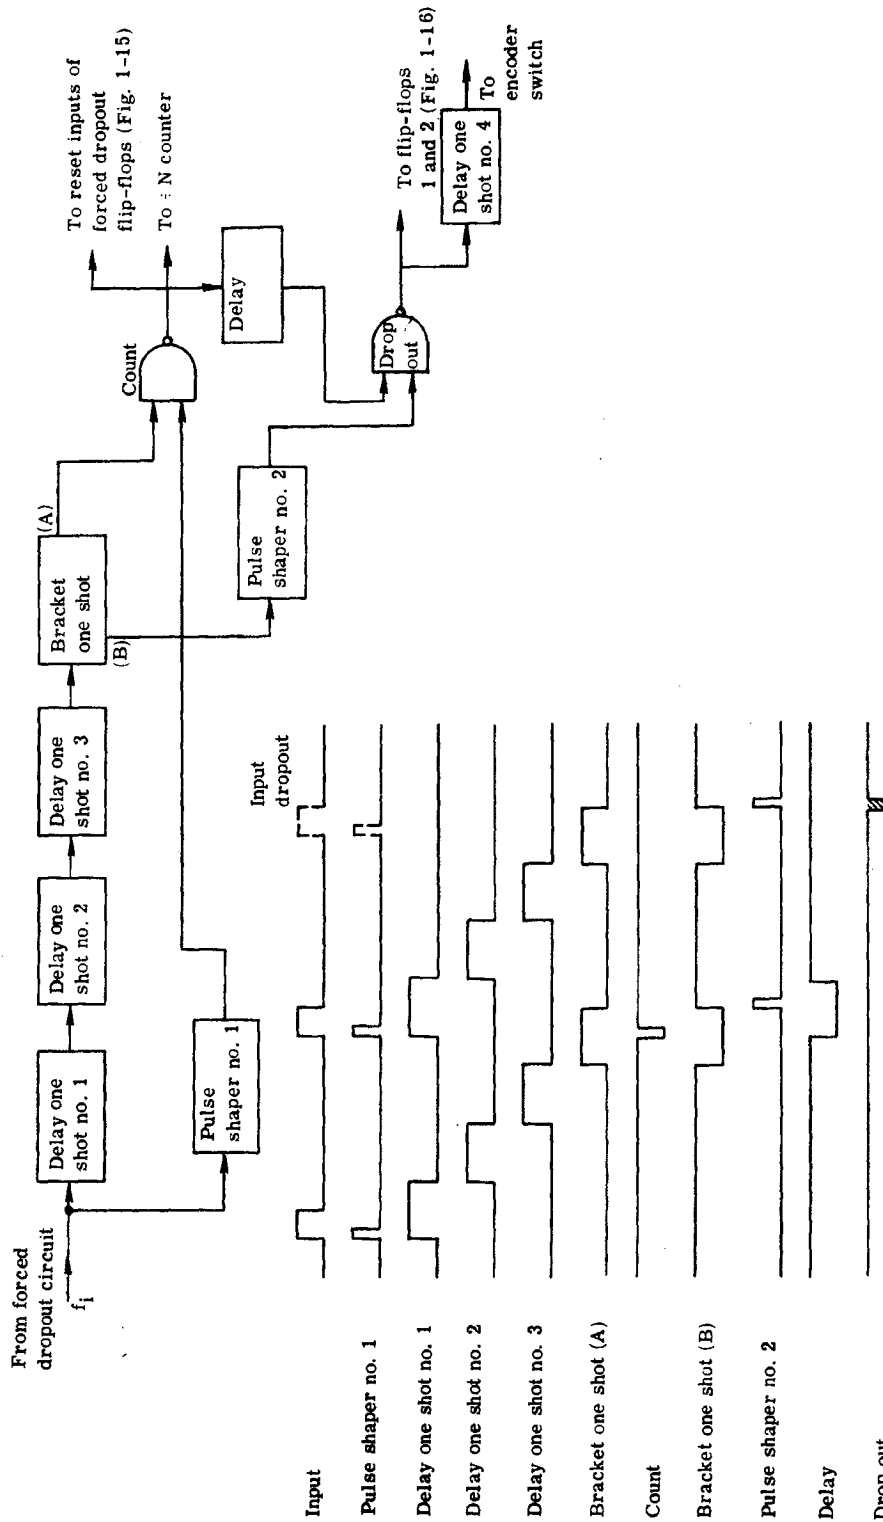 From forced
dropout circuit
f_i
Delay one
shot no. 1
Delay one
shot no. 2
Delay one
shot no. 3
Bracket
one shot
(A)
(B)
Pulse
shaper no. 1
Pulse
shaper no. 2
Count
To reset inputs of
forced dropout
flip-flops (Fig. 1-15)
To ÷ N counter
Delay
Drop
out
To flip-flops
1 and 2 (Fig. 1-16)
Delay one
shot no. 4
To
encoder
switch
Input
dropout
Input
Pulse shaper no. 1
Delay one shot no. 1
Delay one shot no. 2
Delay one shot no. 3
Bracket one shot (A)
Count
Bracket one shot (B)
Pulse shaper no. 2
Delay
Drop out